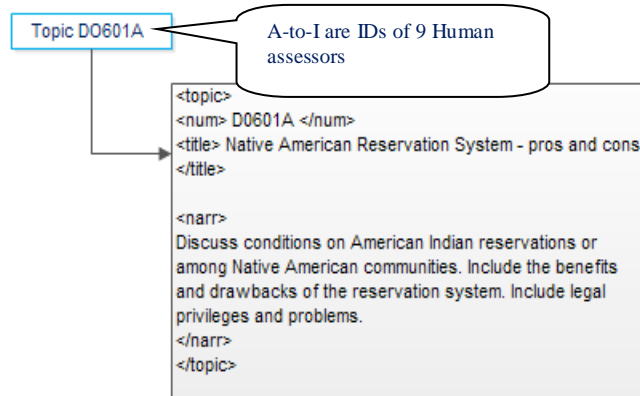 Topic DO601A
A-to-I are IDs of 9 Human
assessors
<topic>
<num> D0601A </num>
<title> Native American Reservation System - pros and cons
</title>
<narr>
Discuss conditions on American Indian reservations or
among Native American communities. Include the benefits
and drawbacks of the reservation system. Include legal
privileges and problems.
</narr>
</topic>